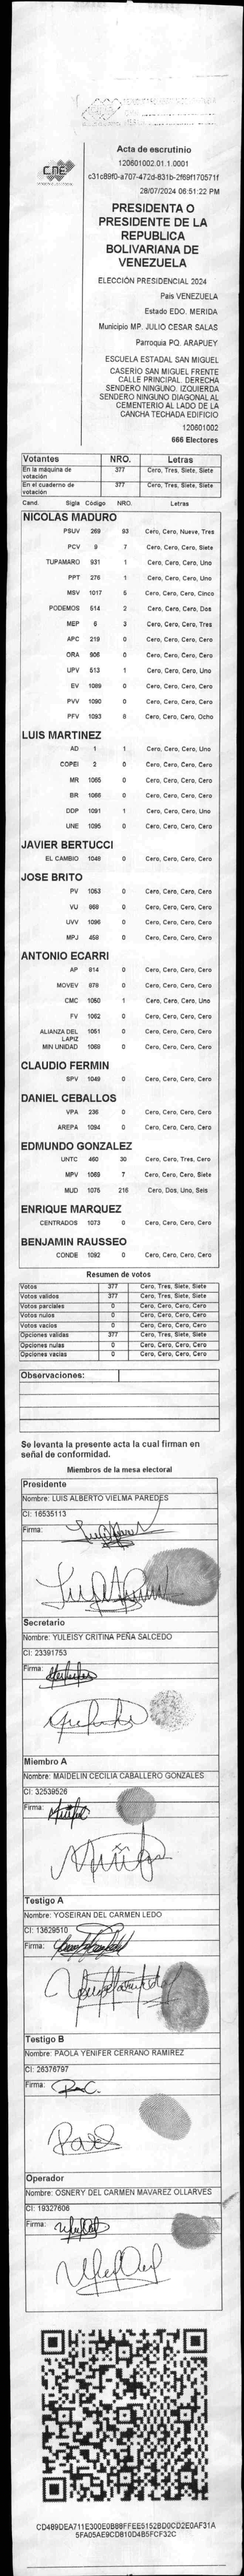 CNE
Acta de escrutinio
120601002.01.1.0001
c31c89f0-a707-472d-831b-2f69f170571f
28/07/2024 06:51:22 PM
PRESIDENTA O
PRESIDENTE DE LA
REPUBLICA
BOLIVARIANA DE
VENEZUELA
ELECCIÓN PRESIDENCIAL 2024
País VENEZUELA
Estado EDO. MERIDA
Municipio MP. JULIO CESAR SALAS
Parroquia PQ. ARAPUEY
ESCUELA ESTADAL SAN MIGUEL
CASERÍO SAN MIGUEL FRENTE
CALLE PRINCIPAL. DERECHA
SENDERO NINGUNO. IZQUIERDA
SENDERO NINGUNO DIAGONAL AL
CEMENTERIO AL LADO DE LA
CANCHA TECHADA EDIFICIO
120601002
666 Electores
Votantes NRO. Letras
En la máquina de votación 377 Cero, Tres, Siete, Siete
En el cuaderno de votación 377 Cero, Tres, Siete, Siete
Cand. Sigla Código NRO. Letras
NICOLAS MADURO
PSUV 269 93 Cero, Cero, Nueve, Tres
PCV 9 7 Cero, Cero, Cero, Siete
TUPAMARO 931 1 Cero, Cero, Cero, Uno
PPT 276 1 Cero, Cero, Cero, Uno
MSV 1017 5 Cero, Cero, Cero, Cinco
PODEMOS 514 2 Cero, Cero, Cero, Dos
MEP 6 3 Cero, Cero, Cero, Tres
APC 219 0 Cero, Cero, Cero, Cero
ORA 906 0 Cero, Cero, Cero, Cero
UPV 513 1 Cero, Cero, Cero, Uno
EV 1089 0 Cero, Cero, Cero, Cero
PVV 1090 0 Cero, Cero, Cero, Cero
PFV 1093 8 Cero, Cero, Cero, Ocho
LUIS MARTINEZ
AD 1 1 Cero, Cero, Cero, Uno
COPEI 2 0 Cero, Cero, Cero, Cero
MR 1065 0 Cero, Cero, Cero, Cero
BR 1066 0 Cero, Cero, Cero, Cero
DDP 1091 1 Cero, Cero, Cero, Uno
UNE 1095 0 Cero, Cero, Cero, Cero
JAVIER BERTUCCI
EL CAMBIO 1048 0 Cero, Cero, Cero, Cero
JOSE BRITO
PV 1053 0 Cero, Cero, Cero, Cero
VU 968 0 Cero, Cero, Cero, Cero
UVV 1096 0 Cero, Cero, Cero, Cero
MPJ 459 0 Cero, Cero, Cero, Cero
ANTONIO ECARRI
AP 914 0 Cero, Cero, Cero, Cero
MOVEV 979 0 Cero, Cero, Cero, Cero
CMC 1050 1 Cero, Cero, Cero, Uno
FV 1052 0 Cero, Cero, Cero, Cero
ALIANZA DEL LAPIZ 1051 0 Cero, Cero, Cero, Cero
MIN UNIDAD 1068 0 Cero, Cero, Cero, Cero
CLAUDIO FERMIN
SPV 1049 0 Cero, Cero, Cero, Cero
DANIEL CEBALLOS
VPA 236 0 Cero, Cero, Cero, Cero
AREPA 1094 0 Cero, Cero, Cero, Cero
EDMUNDO GONZALEZ
UNTC 460 30 Cero, Cero, Tres, Cero
MPV 1069 7 Cero, Cero, Cero, Siete
MUD 1075 216 Cero, Dos, Uno, Seis
ENRIQUE MARQUEZ
CENTRADOS 1073 0 Cero, Cero, Cero, Cero
BENJAMIN RAUSSEO
CONDE 1092 0 Cero, Cero, Cero, Cero
Resumen de votos
Votos 377 Cero, Tres, Siete, Siete
Votos validos 377 Cero, Tres, Siete, Siete
Votos parciales 0 Cero, Cero, Cero, Cero
Votos nulos 0 Cero, Cero, Cero, Cero
Votos vacios 0 Cero, Cero, Cero, Cero
Opciones validas 377 Cero, Tres, Siete, Siete
Opciones nulas 0 Cero, Cero, Cero, Cero
Opciones vacias 0 Cero, Cero, Cero, Cero
Observaciones:
Se levanta la presente acta la cual firman en
señal de conformidad.
Miembros de la mesa electoral
Presidente
Nombre: LUIS ALBERTO VIELMA PAREDES
CI: 16535113
Firma:
Secretario
Nombre: YULEISY CRITINA PEÑA SALCEDO
CI: 23391753
Firma:
Miembro A
Nombre: MAIDELIN CECILIA CABALLERO GONZALES
CI: 32539526
Firma:
Testigo A
Nombre: YOSEIRAN DEL CARMEN LEDO
CI: 13629510
Firma:
Testigo B
Nombre: PAOLA YENIFER CERRANO RAMIREZ
CI: 26376797
Firma:
Operador
Nombre: OSNERY DEL CARMEN MAVAREZ OLLARVES
CI: 19327606
Firma:
CD489DEA711E300E0B88FFEE5152BD0CD2E0AF31A
5FA05AE9CD810D4B5FCF32C